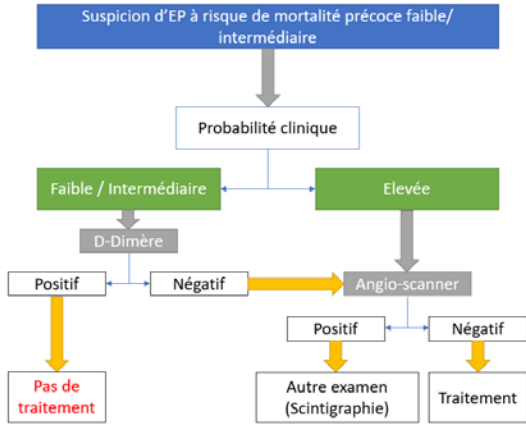 Suspicion d'EP à risque de mortalité précoce faible/
intermédiaire
Probabilité clinique
Faible / Intermédiaire
Elevée
D-Dimère
Positif
Négatif
Angio-scanner
Positif
Négatif
Pas de
traitement
Autre examen
(Scintigraphie)
Traitement